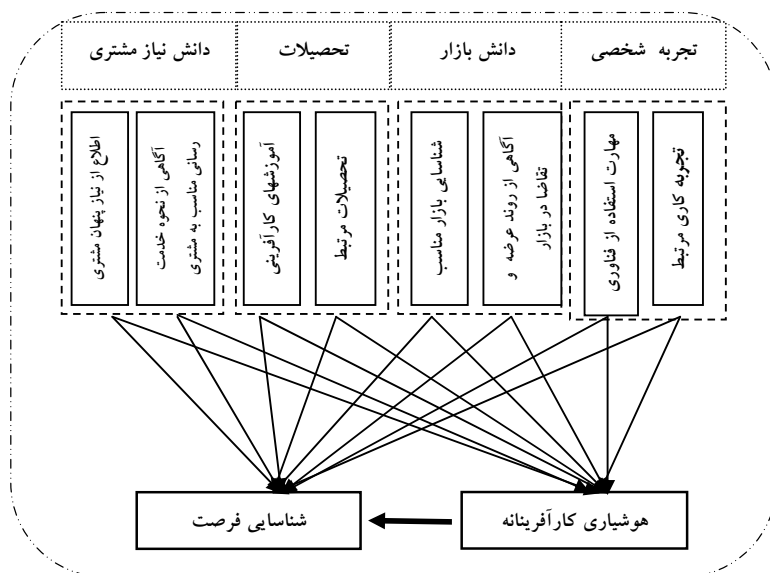 تجربه شخصی
دانش بازار
تحصیلات
دانش نیاز مشتری
تجربه کاری مرتبط
مهارت استفاده از فناوری
آگاهی از روند عرضه و
تقاضا در بازار
شناسایی بازار مناسب
تحصیلات مرتبط
آموزشهای کارآفرینی
آگاهی از نحوه خدمت
رسانی مناسب به مشتری
اطلاع از نیاز پنهان مشتری
هوشیاری کارآفرینانه
شناسایی فرصت